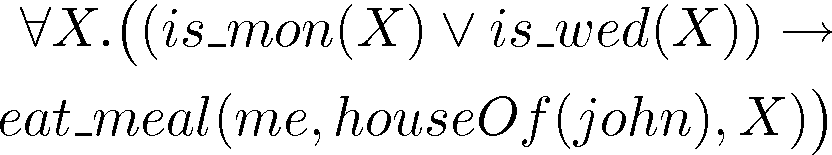 ∀X.((is_mon(X) ∨ is_wed(X)) →
eat_meal(me, houseOf(john), X))